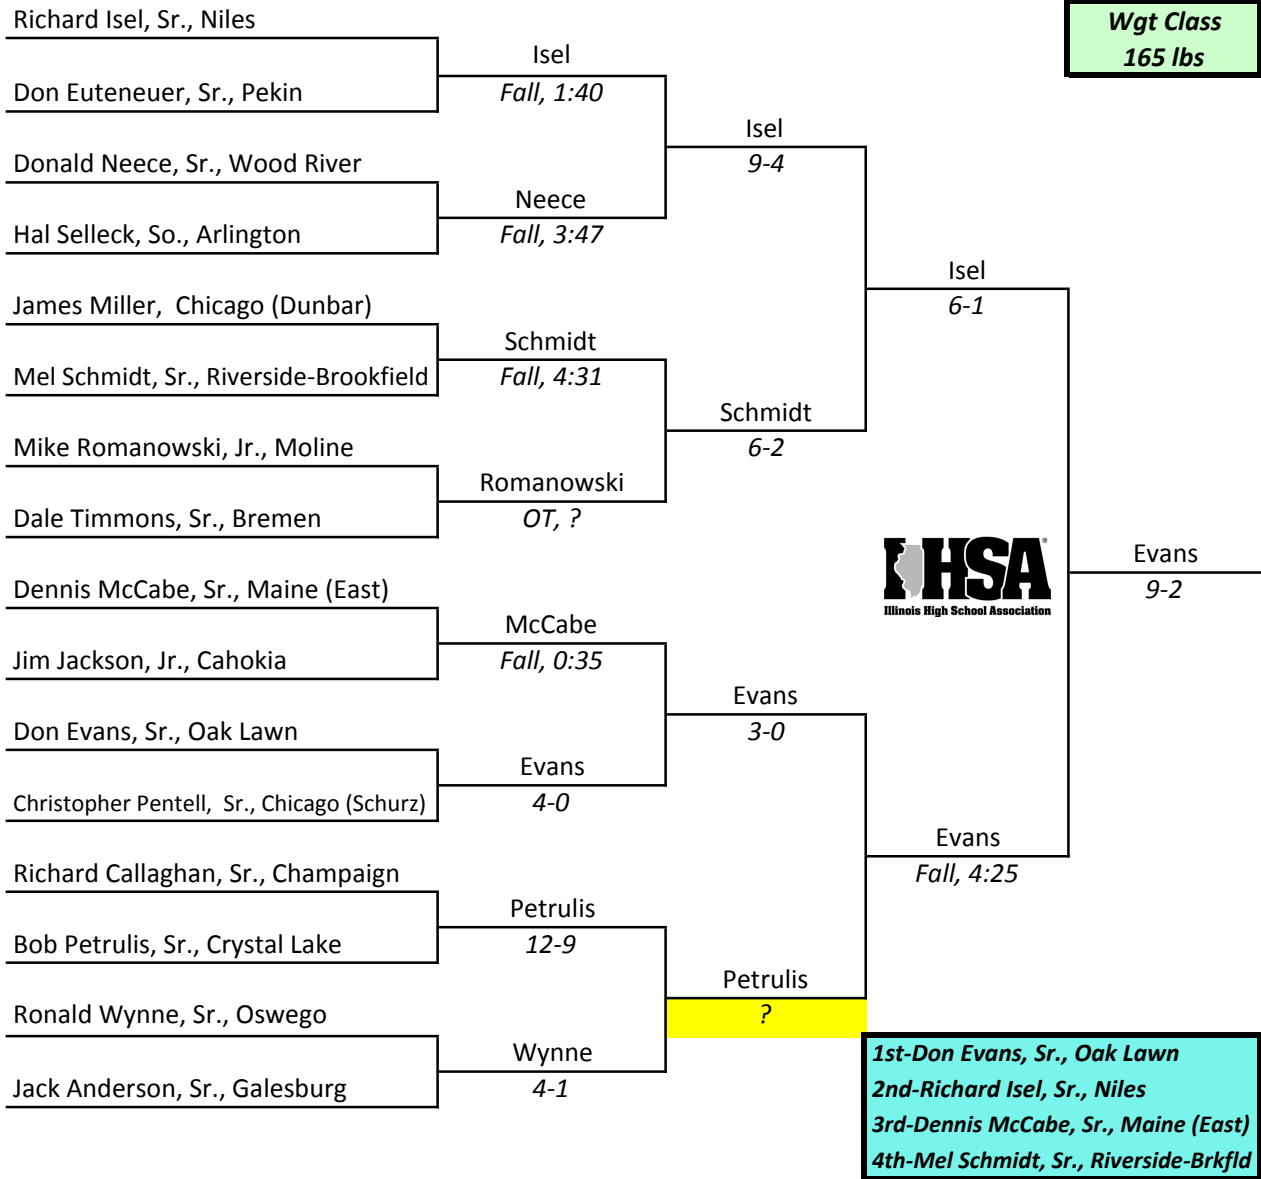 Richard Isel, Sr., Niles
Wgt Class
165 lbs
Isel
Don Euteneuer, Sr., Pekin
Fall, 1:40
Isel
9-4
Donald Neece, Sr., Wood River
Neece
Hal Selleck, So., Arlington
Fall, 3:47
Isel
6-1
James Miller,  Chicago (Dunbar)
Schmidt
Mel Schmidt, Sr., Riverside-Brookfield
Fall, 4:31
Schmidt
6-2
Mike Romanowski, Jr., Moline
Romanowski
Dale Timmons, Sr., Bremen
OT, ?
IHSA
Illinois High School Association
Evans
9-2
Dennis McCabe, Sr., Maine (East)
McCabe
Jim Jackson, Jr., Cahokia
Fall, 0:35
Evans
3-0
Don Evans, Sr., Oak Lawn
Evans
Christopher Pentell,  Sr., Chicago (Schurz)
4-0
Evans
Fall, 4:25
Richard Callaghan, Sr., Champaign
Petrulis
Bob Petrulis, Sr., Crystal Lake
12-9
Petrulis
?
Ronald Wynne, Sr., Oswego
Wynne
Jack Anderson, Sr., Galesburg
4-1
1st-Don Evans, Sr., Oak Lawn
2nd-Richard Isel, Sr., Niles
3rd-Dennis McCabe, Sr., Maine (East)
4th-Mel Schmidt, Sr., Riverside-Brkfld